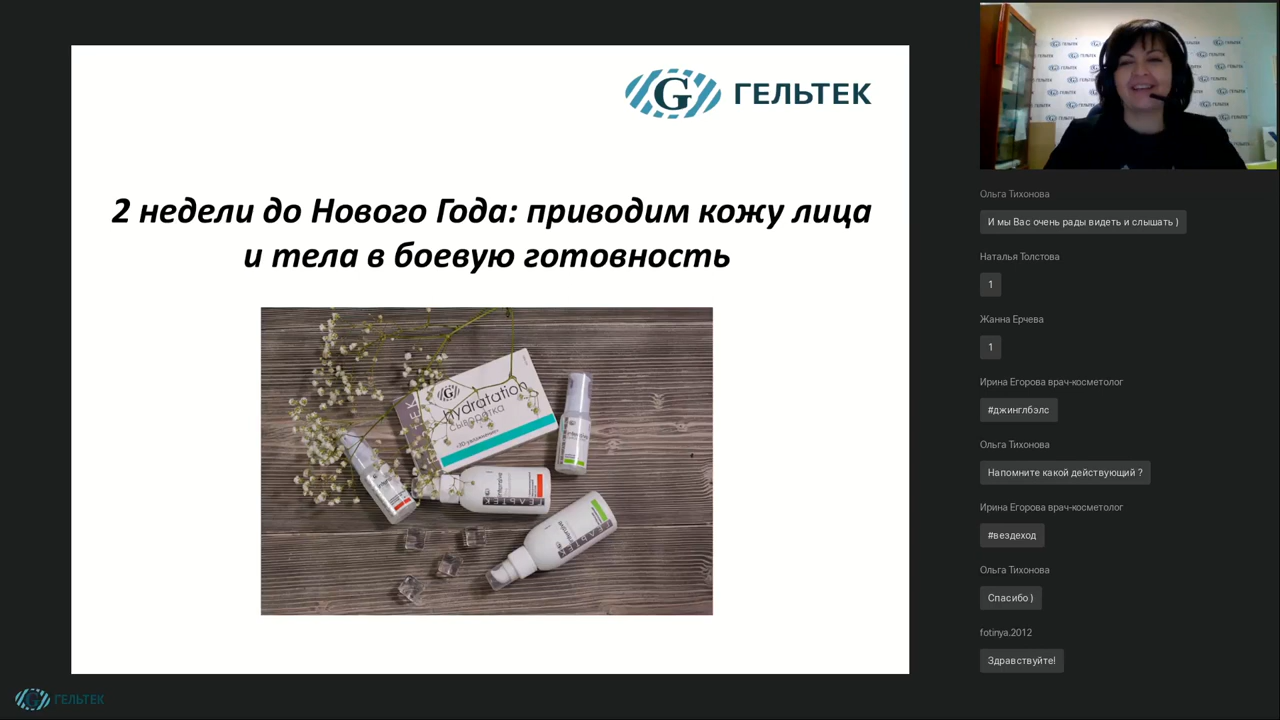 ГЕЛЬТЕК
2 недели до Нового Года: приводим кожу лица
и тела в боевую готовность
hydratation
сыворотка
«3D-увлажнение»
Ольга Тихонова
И мы Вас очень рады видеть и слышать )
Наталья Толстова
1
Жанна Ерчева
1
Ирина Егорова врач-косметолог
#джинглбэлс
Ольга Тихонова
Напомните какой действующий ?
Ирина Егорова врач-косметолог
#вездеход
Ольга Тихонова
Спасибо )
fotinya.2012
Здравствуйте!
ГЕЛЬТЕК